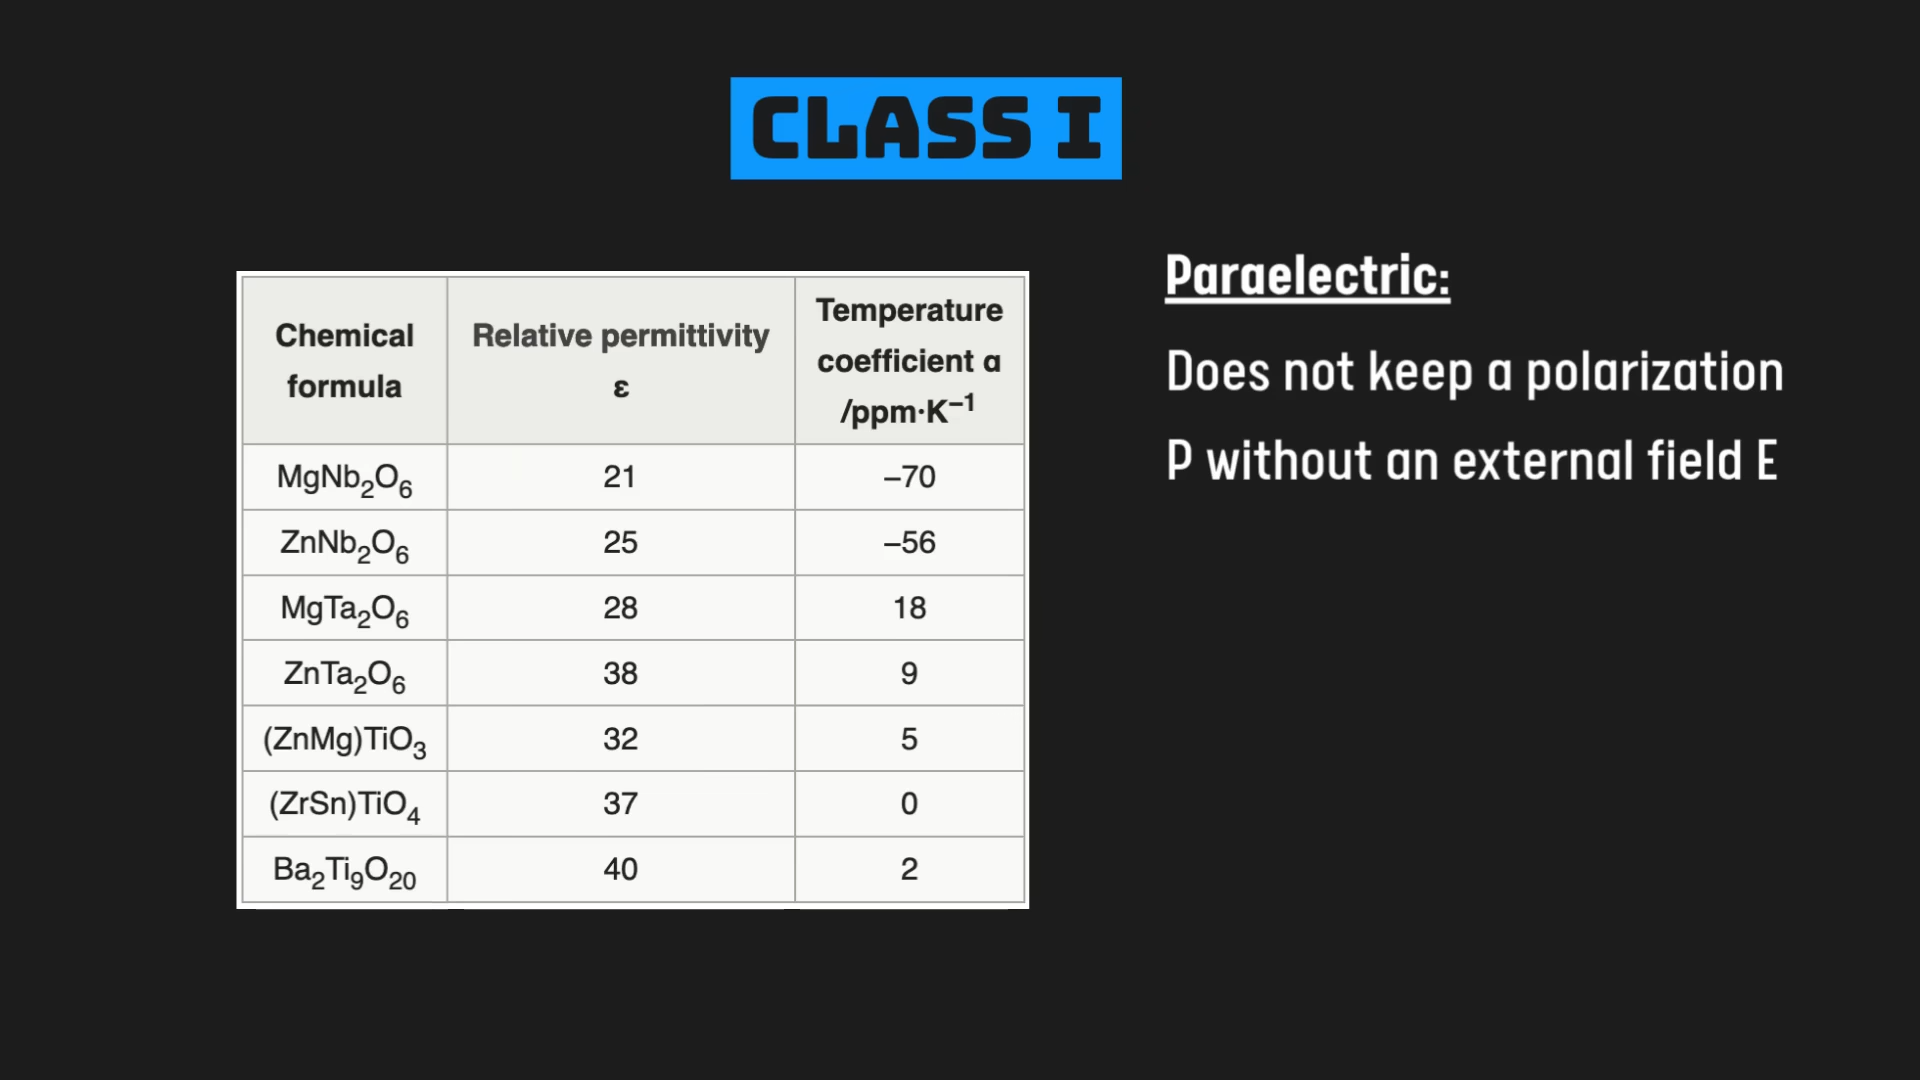 CLASS I
Chemical formula | Relative permittivity ε | Temperature coefficient α /ppm·K⁻¹
MgNb₂O₆ | 21 | −70
ZnNb₂O₆ | 25 | −56
MgTa₂O₆ | 28 | 18
ZnTa₂O₆ | 38 | 9
(ZnMg)TiO₃ | 32 | 5
(ZrSn)TiO₄ | 37 | 0
Ba₂Ti₉O₂₀ | 40 | 2
Paraelectric:
Does not keep a polarization
P without an external field E